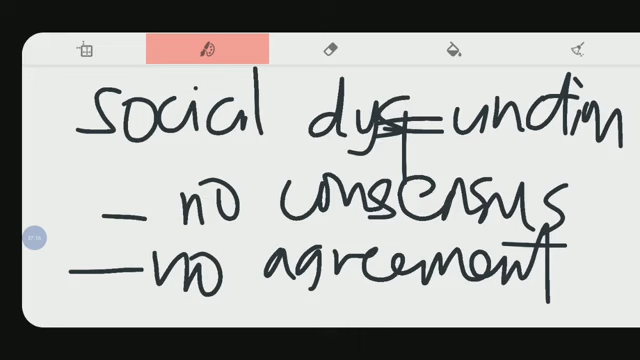 social dysfunction
— no consensus
— no agreement